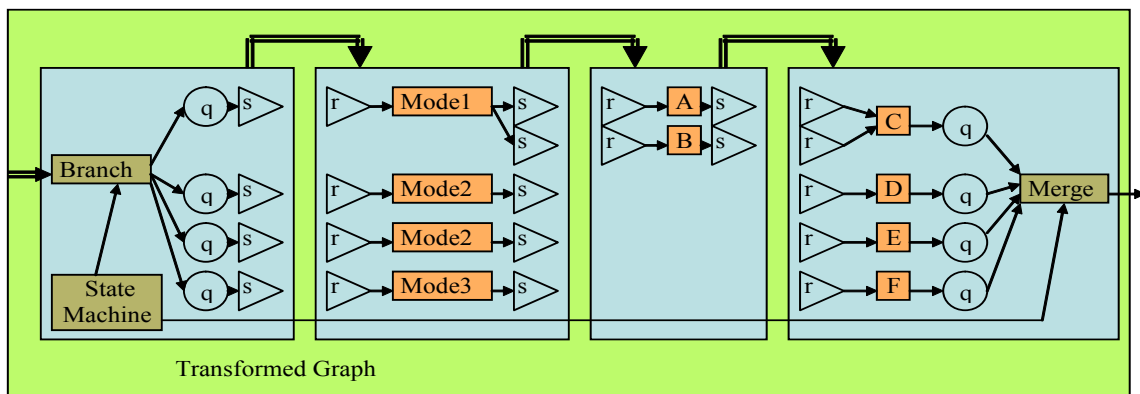 q s
r Mode1 s
s
r A s
r B s
r
r
C q
Branch
q s
r Mode2 s
r D q
Merge
q s
r Mode2 s
r E q
q s
r Mode3 s
r F q
State
Machine
Transformed Graph